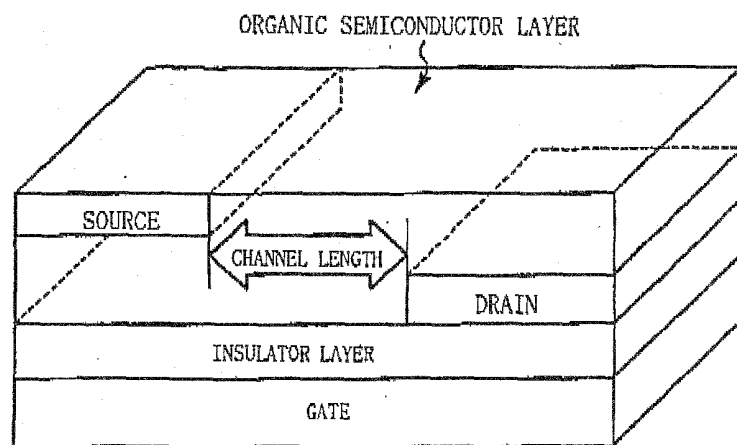 ORGANIC SEMICONDUCTOR LAYER
SOURCE
CHANNEL LENGTH
DRAIN
INSULATOR LAYER
GATE